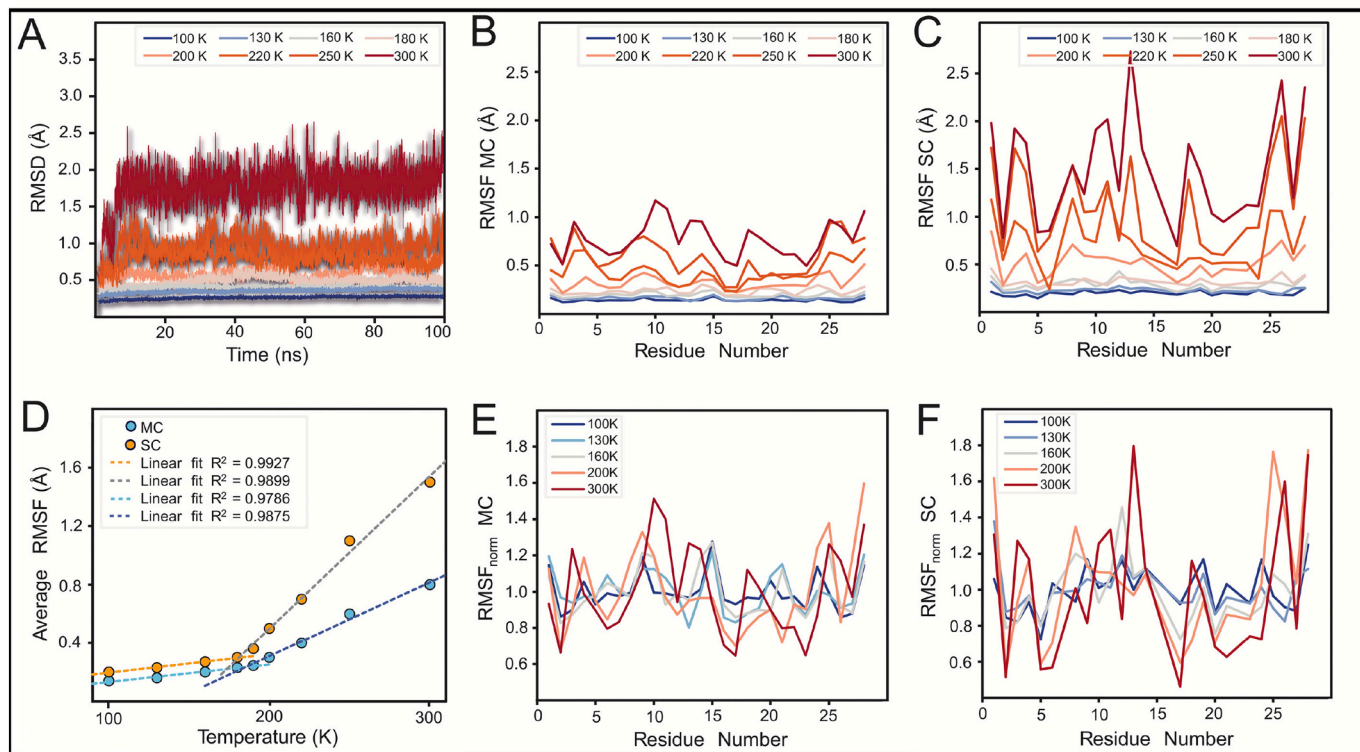 A
100 K 130 K 160 K 180 K
200 K 220 K 250 K 300 K
3.5
3.0
2.5
2.0
1.5
1.0
0.5
RMSD (Å)
20 40 60 80 100
Time (ns)
B
100 K 130 K 160 K 180 K
200 K 220 K 250 K 300 K
2.5
2.0
1.5
1.0
0.5
RMSF MC (Å)
0 5 10 15 20 25
Residue Number
C
100 K 130 K 160 K 180 K
200 K 220 K 250 K 300 K
2.5
2.0
1.5
1.0
0.5
RMSF SC (Å)
0 5 10 15 20 25
Residue Number
D
MC
SC
Linear fit R² = 0.9927
Linear fit R² = 0.9899
Linear fit R² = 0.9786
Linear fit R² = 0.9875
1.6
1.2
0.8
0.4
Average RMSF (Å)
100 200 300
Temperature (K)
E
100K
130K
160K
200K
300K
1.8
1.6
1.4
1.2
1.0
0.8
0.6
RMSFnorm MC
0 5 10 15 20 25
Residue Number
F
100K
130K
160K
200K
300K
1.8
1.6
1.4
1.2
1.0
0.8
0.6
RMSFnorm SC
0 5 10 15 20 25
Residue Number